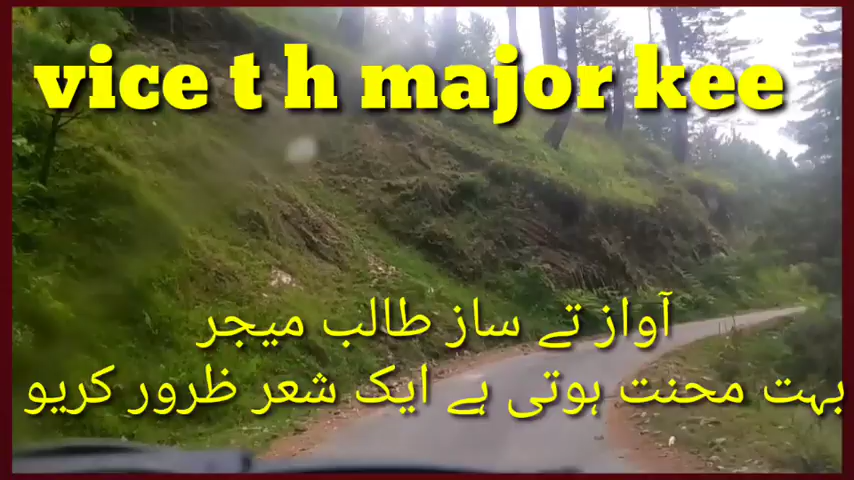 vice t h major kee
آواز تے ساز طالب میجر
بہت محنت ہوتی ہے ایک شعر ظرور کریو